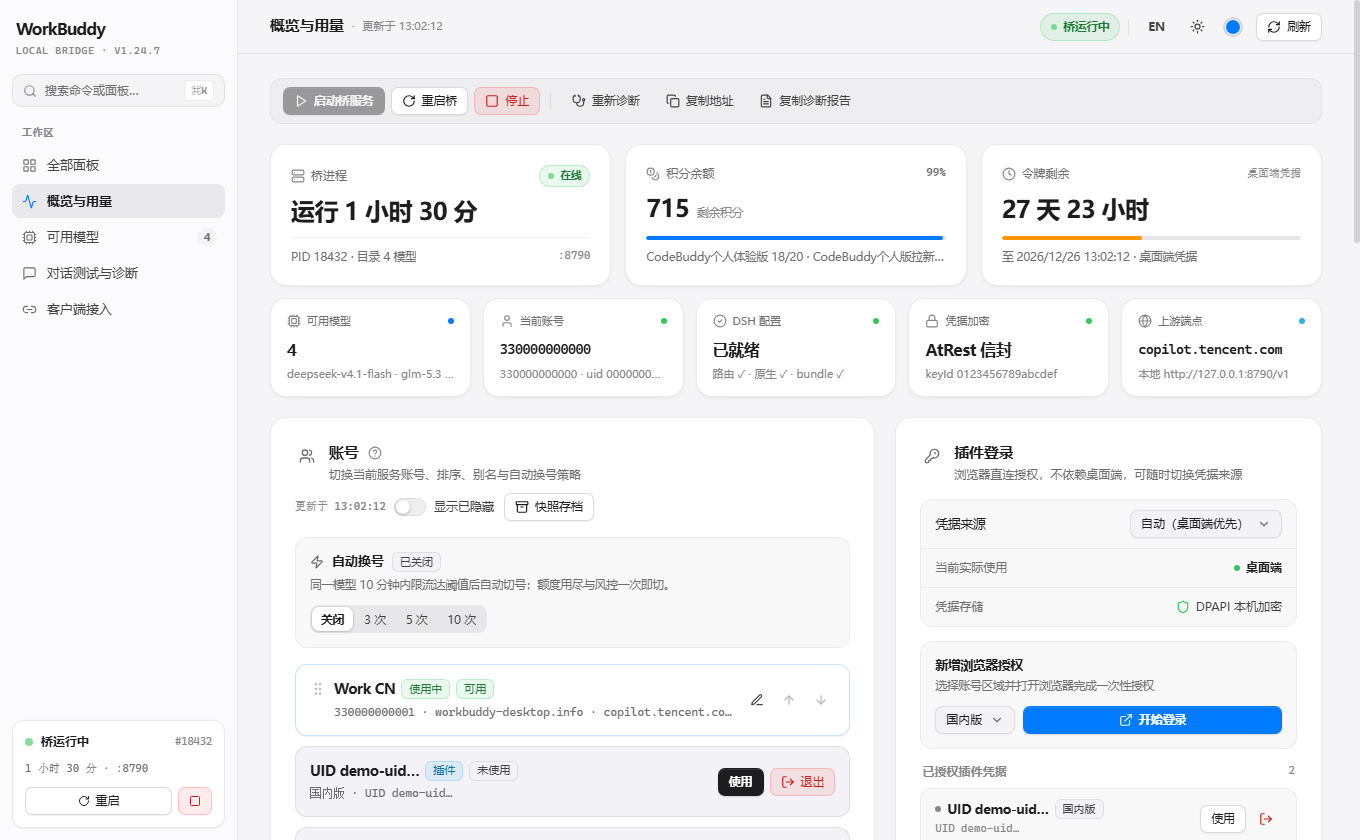 WorkBuddy
LOCAL BRIDGE · V1.24.7
搜索命令或面板... ⌘K
工作区
全部面板
概览与用量
可用模型 4
对话测试与诊断
客户端接入
桥运行中 #18432
1 小时 30 分 · :8790
重启
概览与用量 · 更新于 13:02:12
桥运行中 EN 刷新
启动桥服务 重启桥 停止 重新诊断 复制地址 复制诊断报告
桥进程 在线
运行 1 小时 30 分
PID 18432 · 目录 4 模型 :8790
积分余额 99%
715 剩余积分
CodeBuddy个人体验版 18/20 · CodeBuddy个人版拉新...
令牌剩余 桌面端凭据
27 天 23 小时
至 2026/12/26 13:02:12 · 桌面端凭据
可用模型
4
deepseek-v4.1-flash · glm-5.3 ...
当前账号
330000000000
330000000000 · uid 0000000...
DSH 配置
已就绪
路由 ✓ · 原生 ✓ · bundle ✓
凭据加密
AtRest 信封
keyId 0123456789abcdef
上游端点
copilot.tencent.com
本地 http://127.0.0.1:8790/v1
账号
切换当前服务账号、排序、别名与自动换号策略
更新于 13:02:12 显示已隐藏 快照存档
自动换号 已关闭
同一模型 10 分钟内限流达阈值后自动切号；额度用尽与风控一次即切。
关闭 3 次 5 次 10 次
Work CN 使用中 可用
330000000001 · workbuddy-desktop.info · copilot.tencent.co…
UID demo-uid... 插件 未使用
国内版 · UID demo-uid…
使用 退出
插件登录
浏览器直连授权，不依赖桌面端，可随时切换凭据来源
凭据来源 自动（桌面端优先）
当前实际使用 桌面端
凭据存储 DPAPI 本机加密
新增浏览器授权
选择账号区域并打开浏览器完成一次性授权
国内版 开始登录
已授权插件凭据 2
UID demo-uid... 国内版
UID demo-uid…
使用